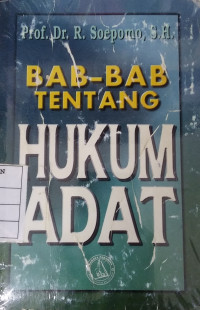 Prof. Dr. R. Soepomo, S.H.
BAB-BAB
TENTANG
HUKUM
ADAT